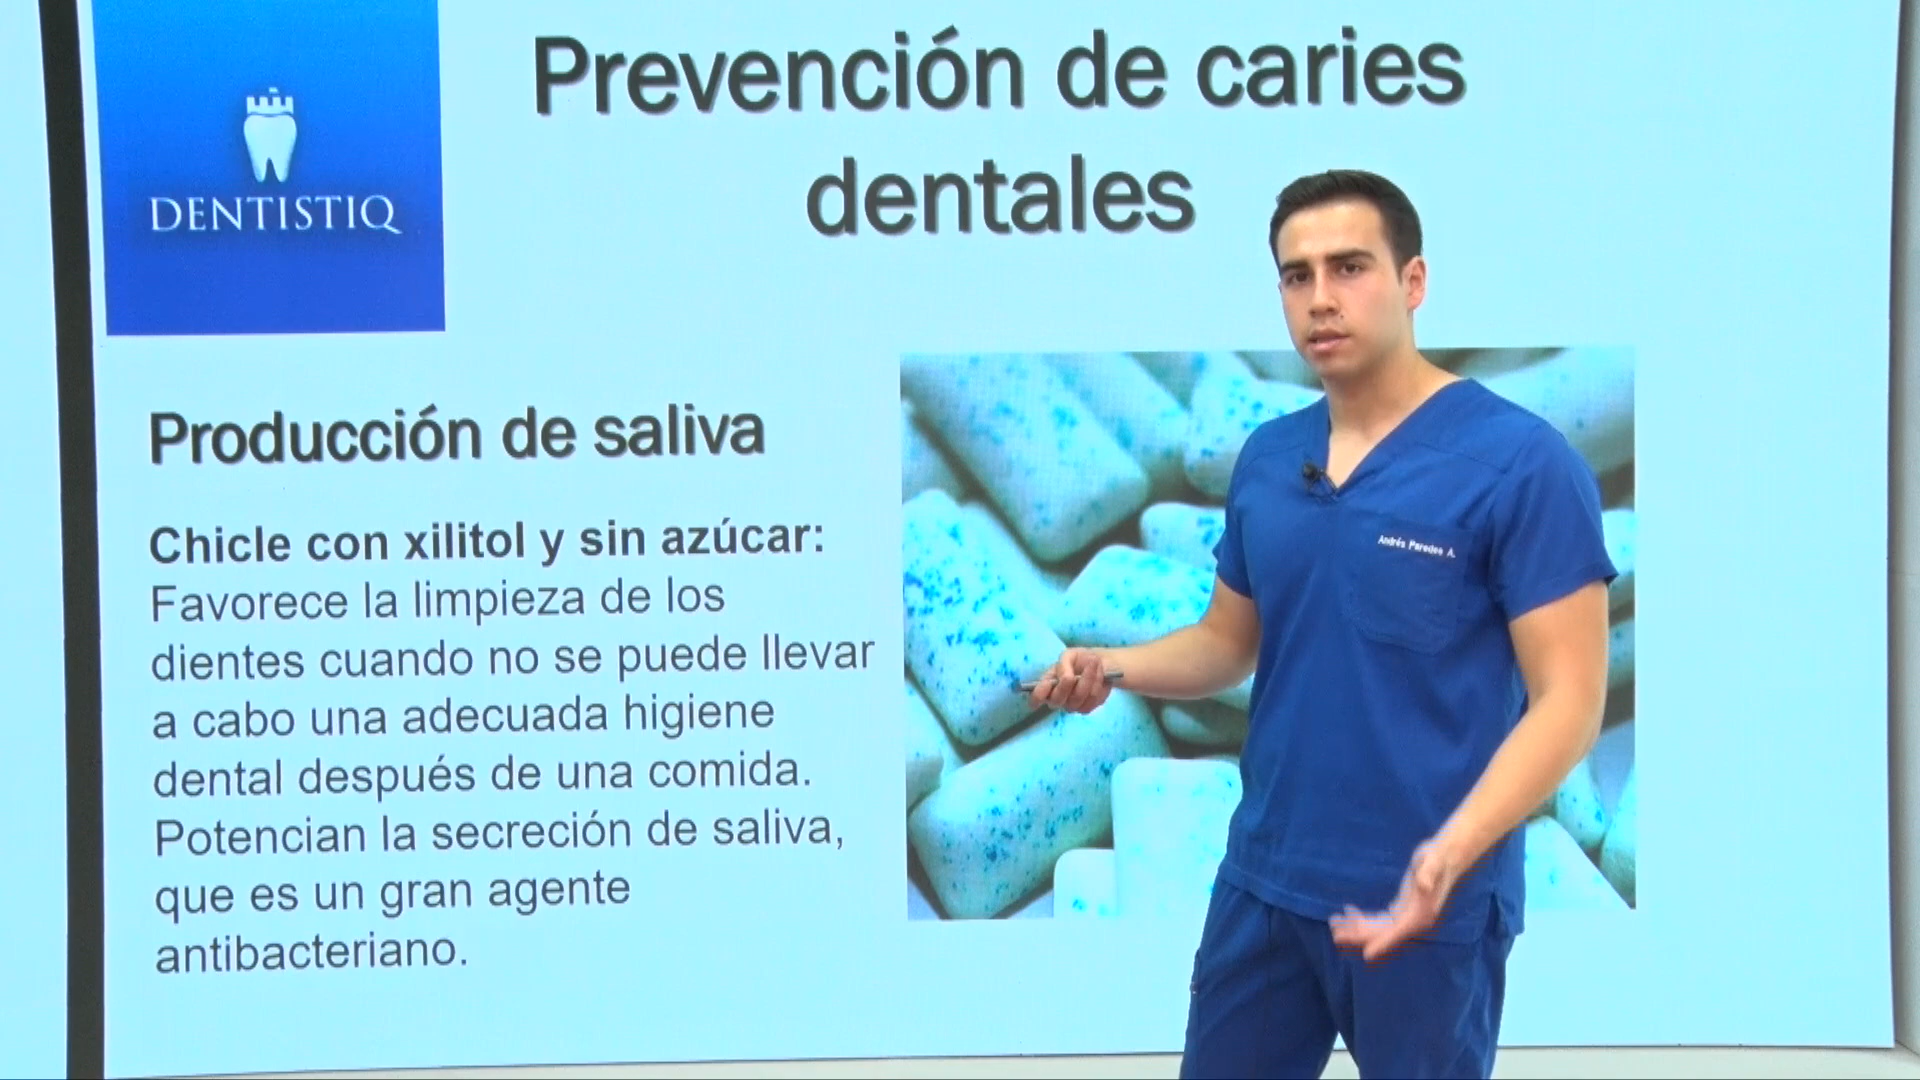 DENTISTIQ
Prevención de caries
dentales
Producción de saliva
Chicle con xilitol y sin azúcar:
Favorece la limpieza de los
dientes cuando no se puede llevar
a cabo una adecuada higiene
dental después de una comida.
Potencian la secreción de saliva,
que es un gran agente
antibacteriano.
Andrés Paredes A.